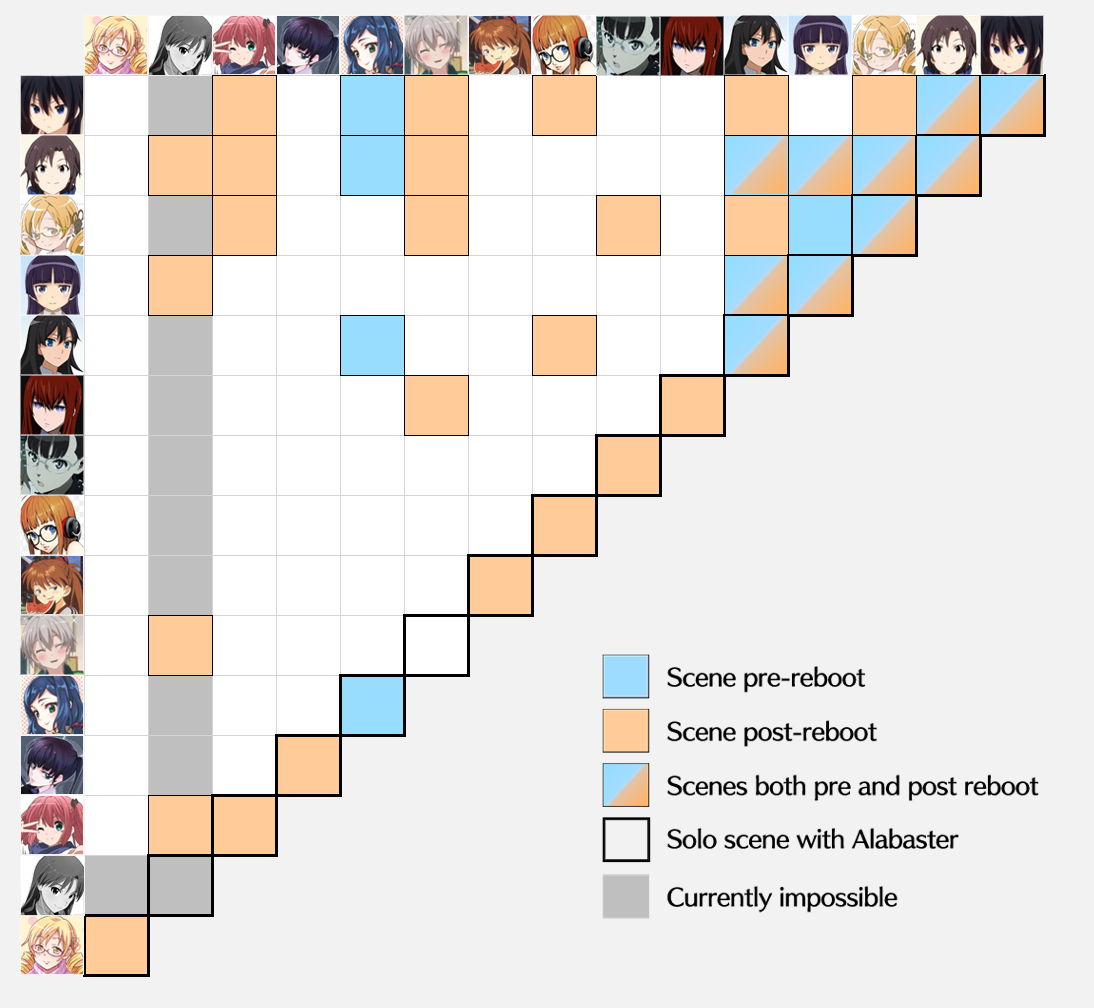 Scene pre-reboot
Scene post-reboot
Scenes both pre and post reboot
Solo scene with Alabaster
Currently impossible